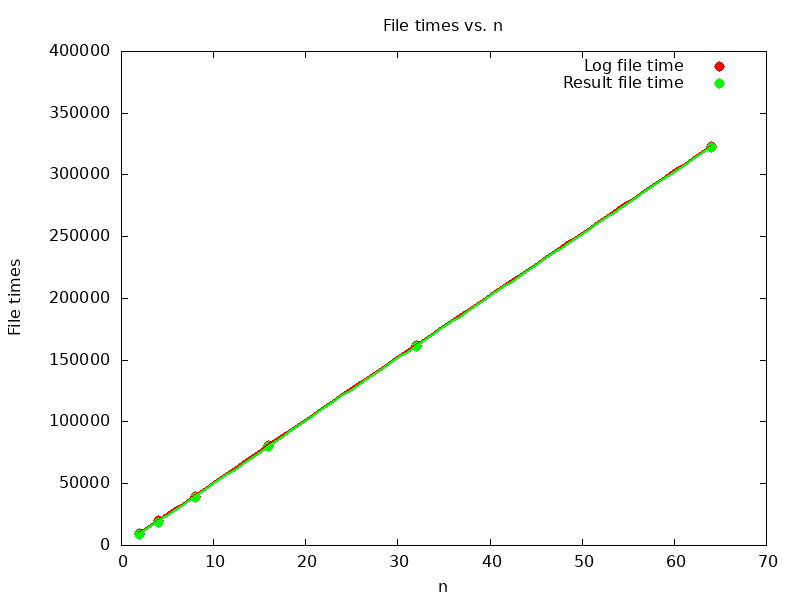 File times vs. n
400000
350000
300000
250000
200000
150000
100000
50000
0
File times
Log file time
Result file time
0 10 20 30 40 50 60 70
n